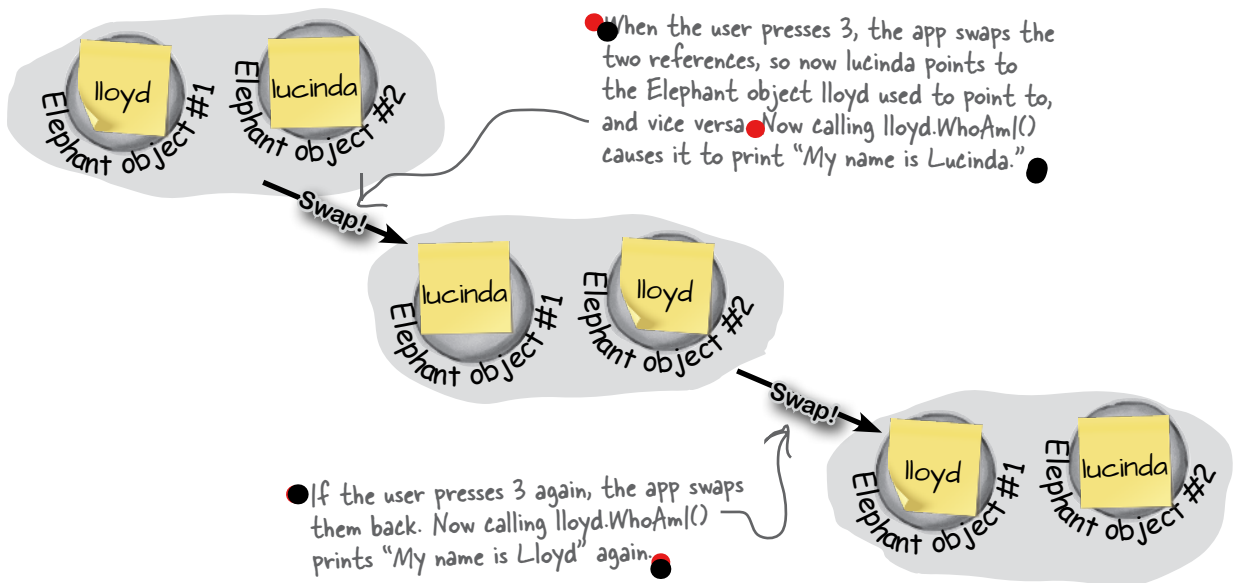 lloyd
Elephant object #1
lucinda
Elephant object #2
When the user presses 3, the app swaps the
two references, so now lucinda points to
the Elephant object lloyd used to point to,
and vice versa. Now calling lloyd.WhoAmI()
causes it to print “My name is Lucinda.”
Swap!
lucinda
Elephant object #1
lloyd
Elephant object #2
Swap!
If the user presses 3 again, the app swaps
them back. Now calling lloyd.WhoAmI()
prints “My name is Lloyd” again.
lloyd
Elephant object #1
lucinda
Elephant object #2